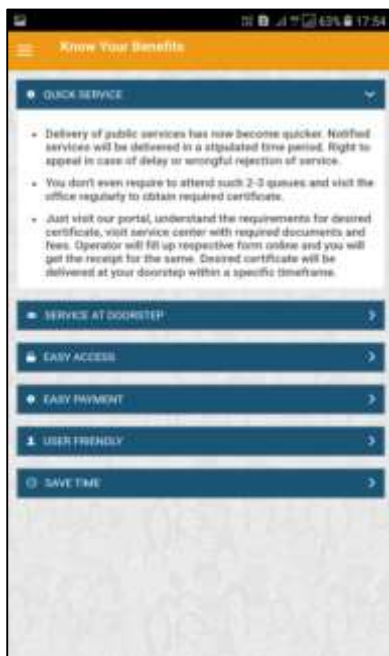 63% 17:54
Know Your Benefits
QUICK SERVICE
Delivery of public services has now become quicker. Notified
services will be delivered in a stipulated time period. Right to
appeal in case of delay or wrongful rejection of service.
You don't even require to attend such 2-3 queues and visit the
office regularly to obtain required certificate.
Just visit our portal, understand the requirements for desired
certificate, visit service center with required documents and
fees. Operator will fill up respective form online and you will
get the receipt for the same. Desired certificate will be
delivered at your doorstep within a specific timeframe.
SERVICE AT DOORSTEP
EASY ACCESS
EASY PAYMENT
USER FRIENDLY
SAVE TIME